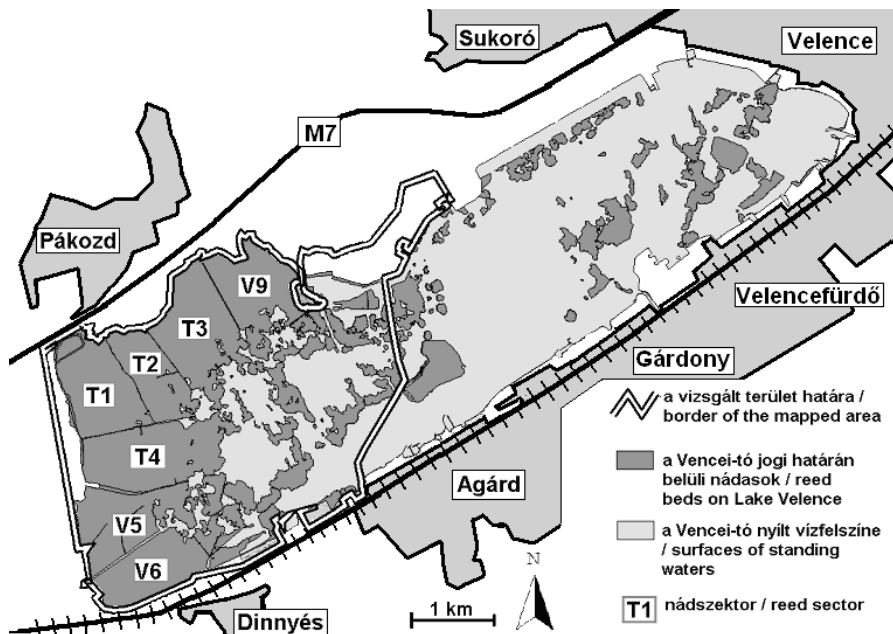 Sukoró
Velence
M7
Pákozd
V9
T3
T2
T1
T4
V5
V6
Velencefürdő
Gárdony
Agárd
Dinnyés
1 km
N
a vizsgált terület határa /
border of the mapped area
a Vencei-tó jogi határán
belüli nádasok / reed
beds on Lake Velence
a Vencei-tó nyílt vízfelszíne
/ surfaces of standing
waters
T1 nádszektor / reed sector